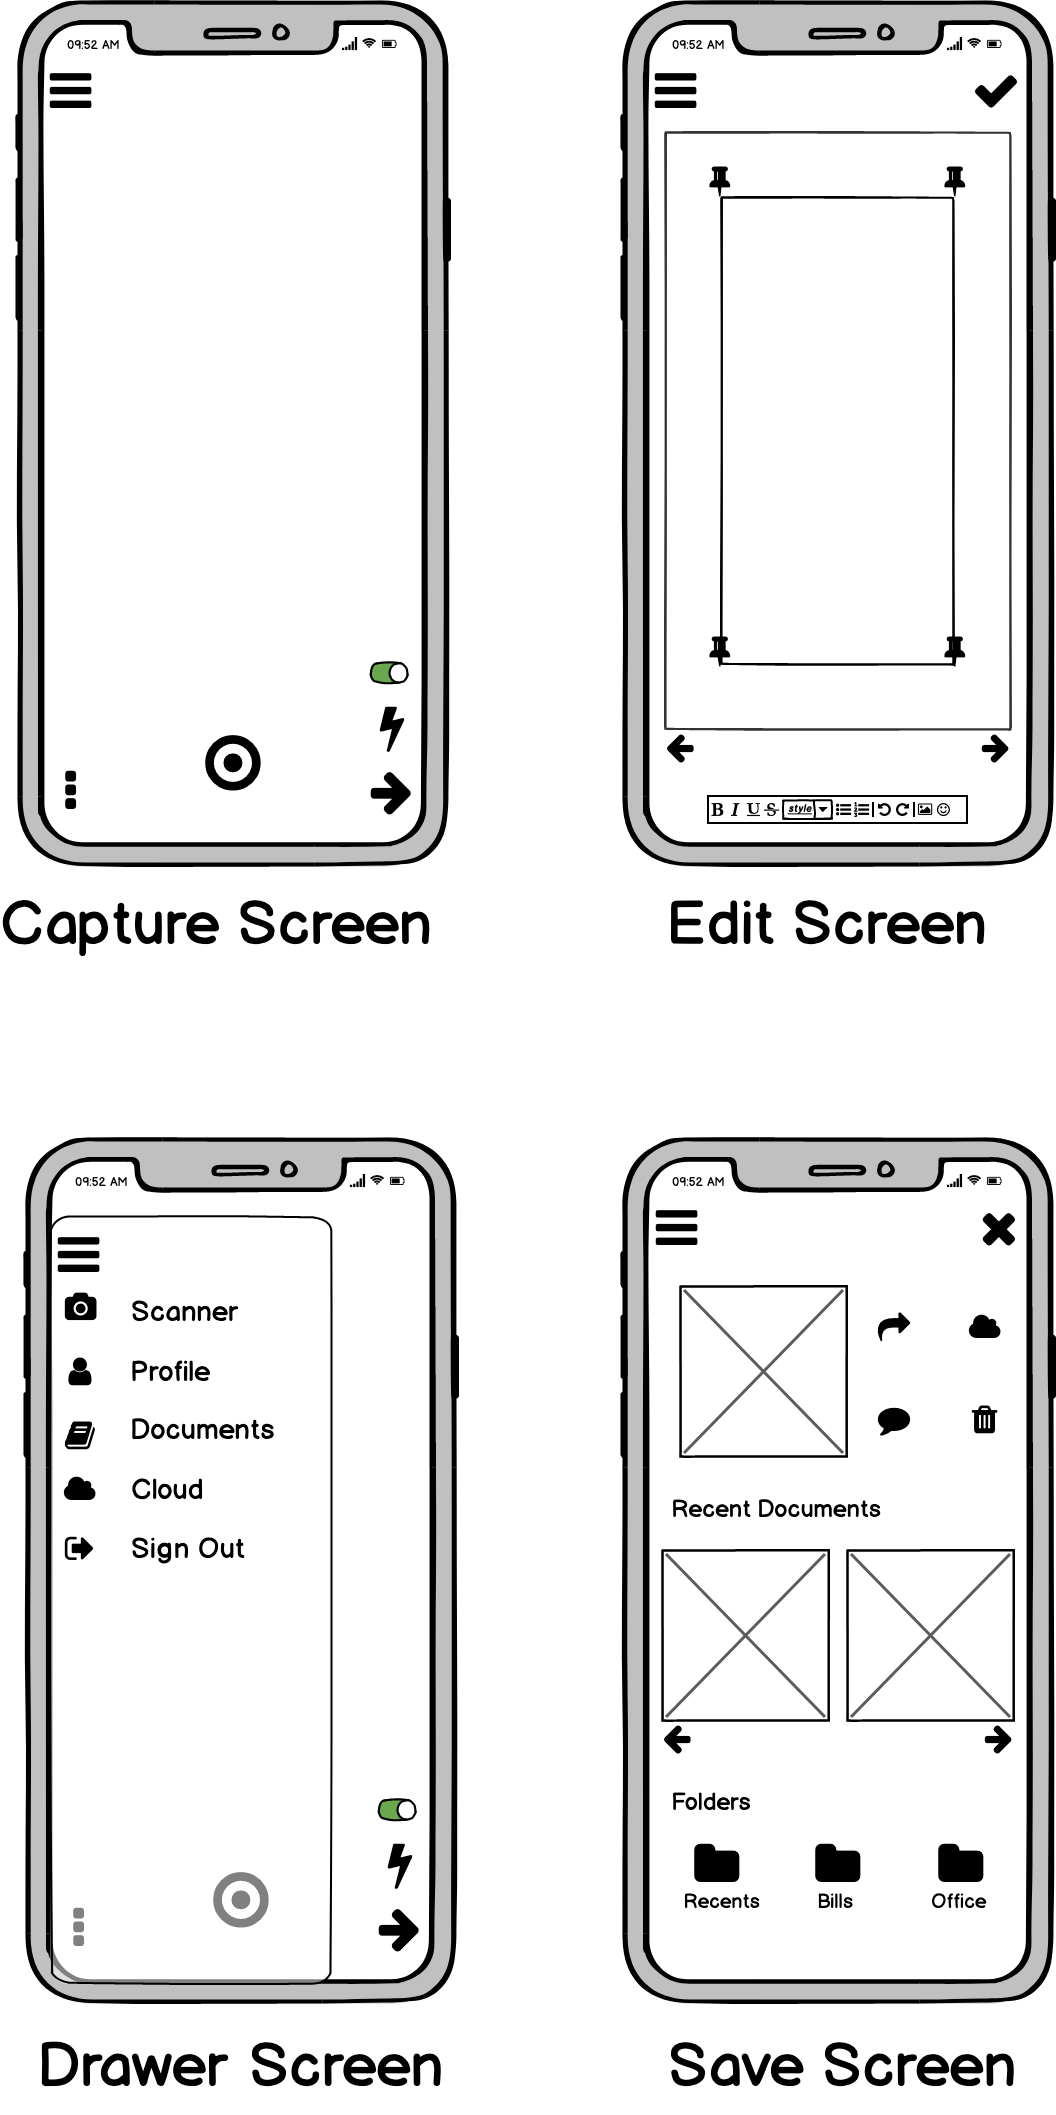 09:52 AM
09:52 AM
B I U S style
Capture Screen
Edit Screen
09:52 AM
Scanner
Profile
Documents
Cloud
Sign Out
09:52 AM
Recent Documents
Folders
Recents Bills Office
Drawer Screen
Save Screen